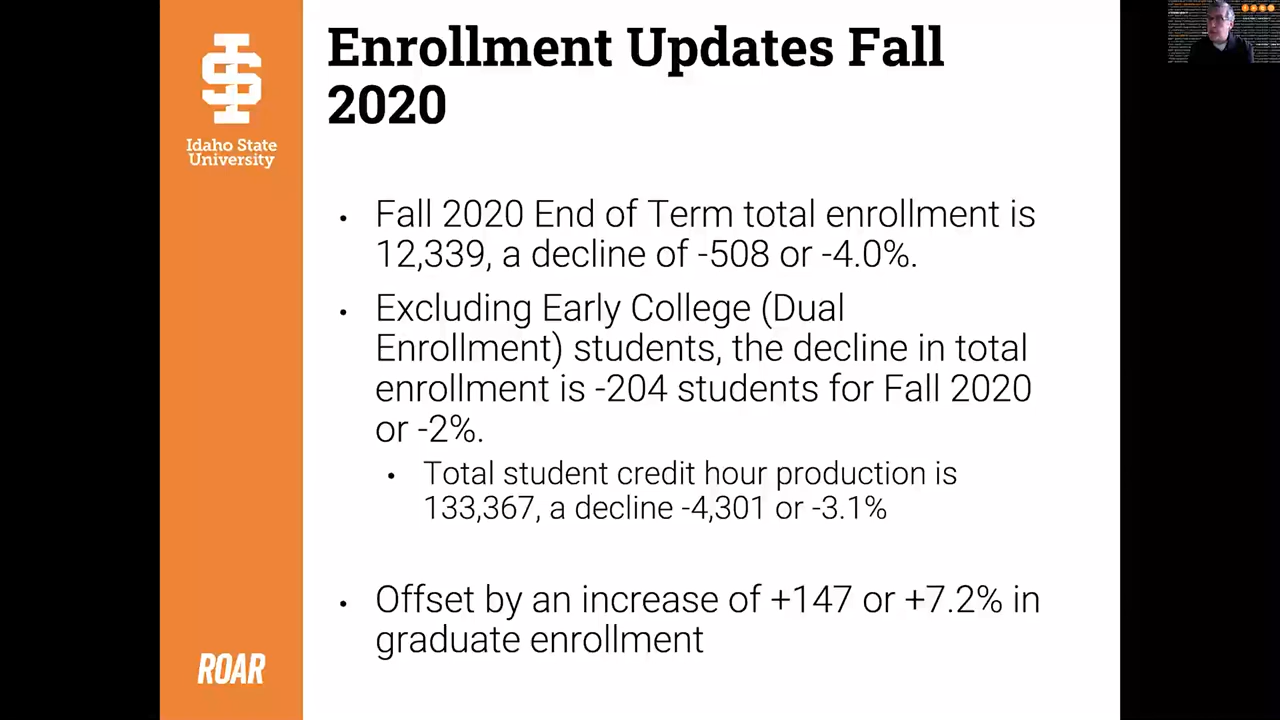 Idaho State
University
Enrollment Updates Fall
2020
• Fall 2020 End of Term total enrollment is
12,339, a decline of -508 or -4.0%.
• Excluding Early College (Dual
Enrollment) students, the decline in total
enrollment is -204 students for Fall 2020
or -2%.
• Total student credit hour production is
133,367, a decline -4,301 or -3.1%
• Offset by an increase of +147 or +7.2% in
graduate enrollment
ROAR